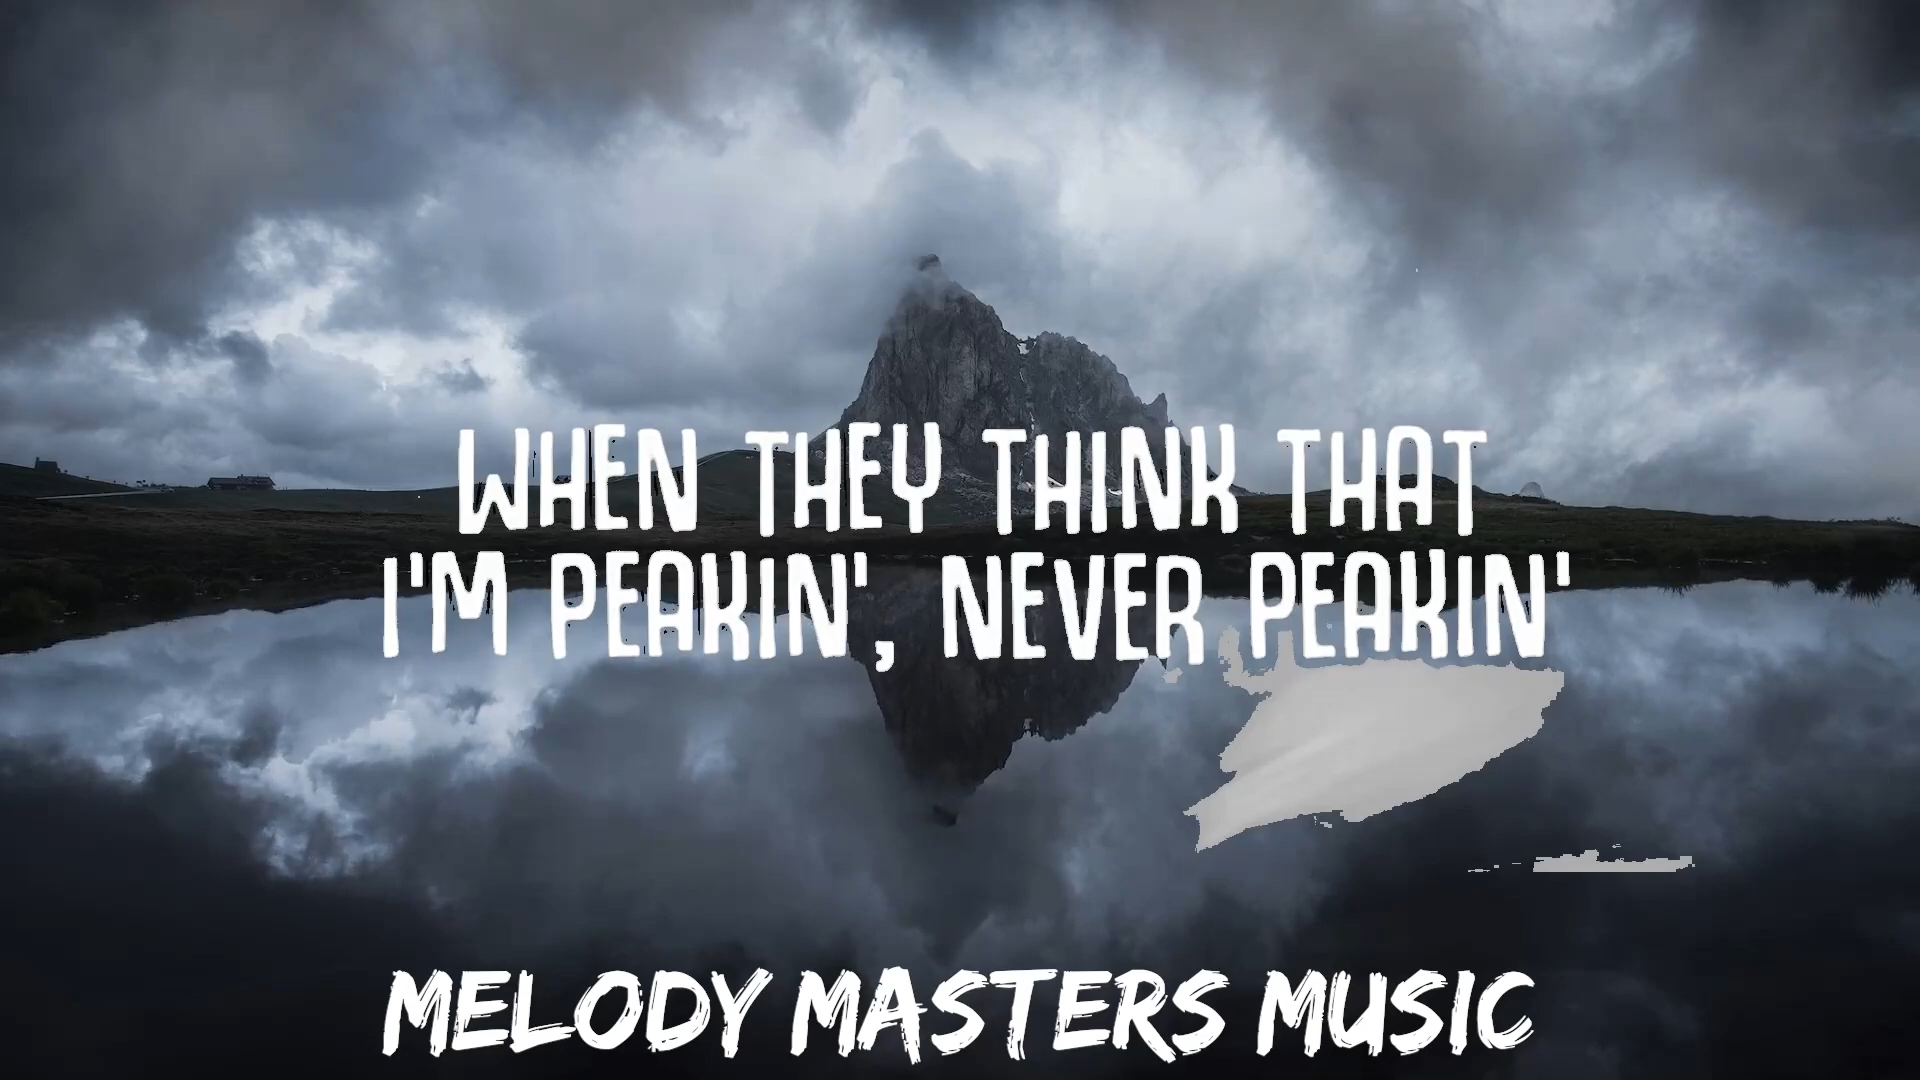 WHEN THEY THINK THAT
I'M PEAKIN', NEVER PEAKIN'
MELODY MASTERS MUSIC